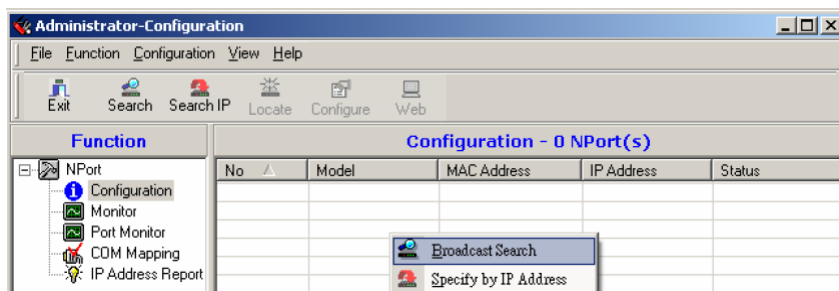 Administrator-Configuration
File Function Configuration View Help
Exit Search Search IP Locate Configure Web
Function
Configuration - 0 NPort(s)
No Model MAC Address IP Address Status
NPort
Configuration
Monitor
Port Monitor
COM Mapping
IP Address Report
Broadcast Search
Specify by IP Address